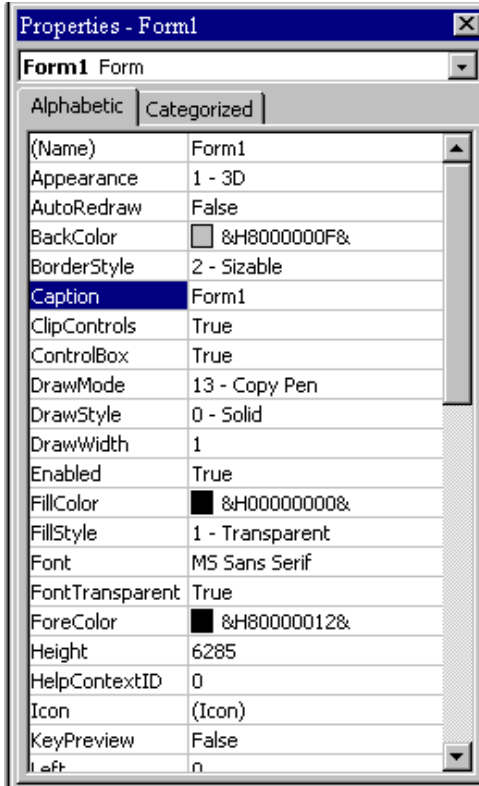 Properties - Form1
Form1 Form
Alphabetic Categorized
(Name) Form1
Appearance 1 - 3D
AutoRedraw False
BackColor &H8000000F&
BorderStyle 2 - Sizable
Caption Form1
ClipControls True
ControlBox True
DrawMode 13 - Copy Pen
DrawStyle 0 - Solid
DrawWidth 1
Enabled True
FillColor &H00000000&
FillStyle 1 - Transparent
Font MS Sans Serif
FontTransparent True
ForeColor &H80000012&
Height 6285
HelpContextID 0
Icon (Icon)
KeyPreview False
Left 0